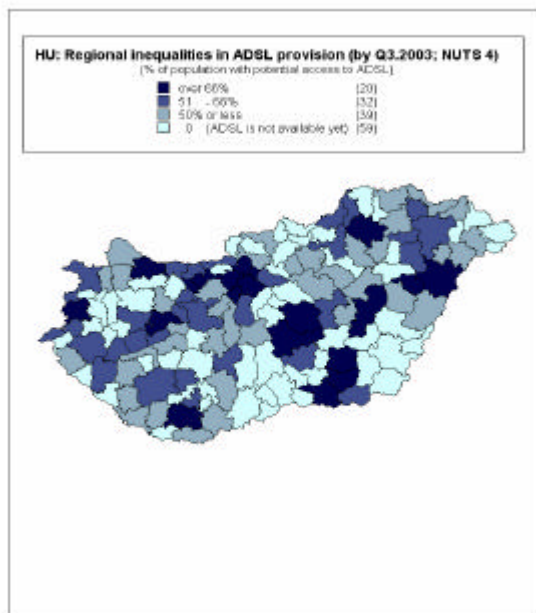 HU: Regional inequalities in ADSL provision (by Q3.2003; NUTS 4)
(% of population with potential access to ADSL)
over 66% (20)
51 - 66% (32)
50% or less (39)
0 (ADSL is not available yet) (59)